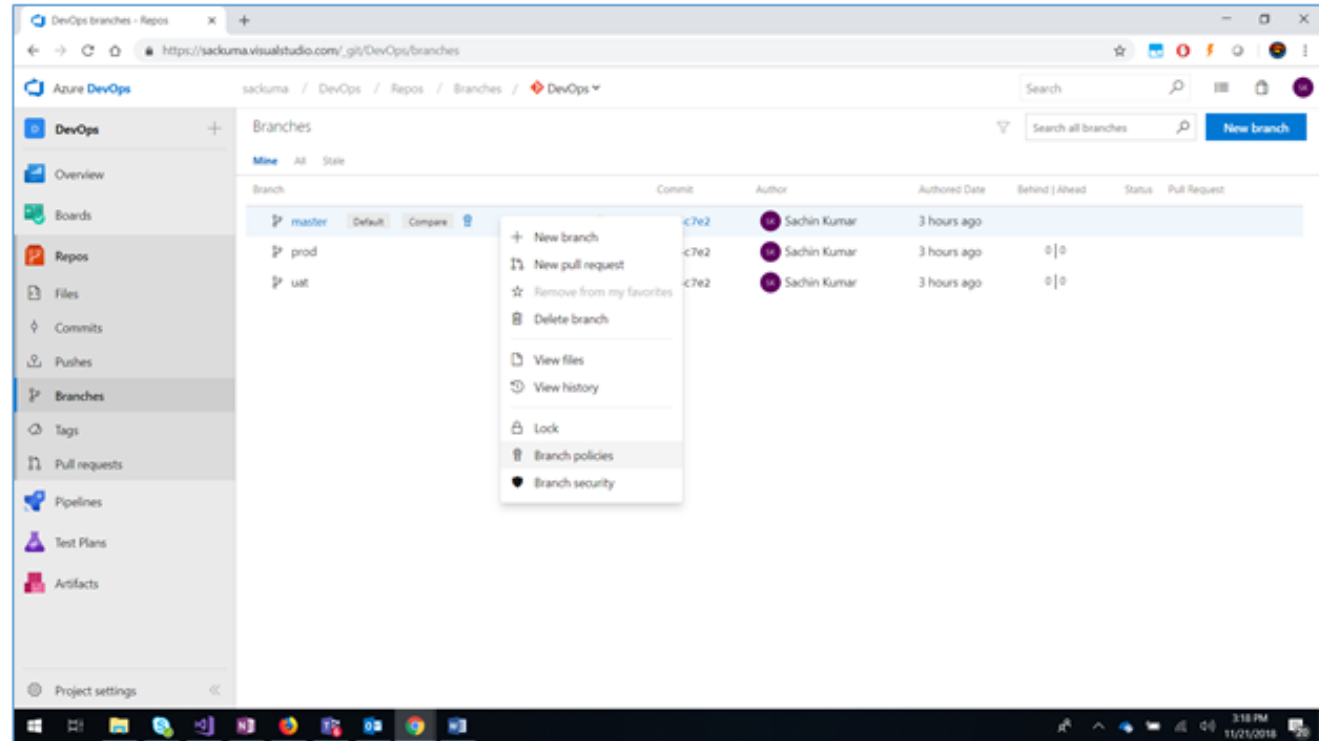 DevOps branches - Repos
https://sackuma.visualstudio.com/_git/DevOps/branches
Azure DevOps
sackuma / DevOps / Repos / Branches / DevOps
Search
SK
D DevOps
Branches
Search all branches
New branch
Mine All Stale
Overview
Branch Commit Author Authored Date Behind | Ahead Status Pull Request
Boards
master Default Compare c7e2 SK Sachin Kumar 3 hours ago
New branch
Repos
prod c7e2 SK Sachin Kumar 3 hours ago 0 | 0
New pull request
Files
uat c7e2 SK Sachin Kumar 3 hours ago 0 | 0
Remove from my favorites
Delete branch
Commits
Pushes
View files
View history
Branches
Tags
Lock
Pull requests
Branch policies
Branch security
Pipelines
Test Plans
Artifacts
Project settings
3:18 PM
11/21/2018
20